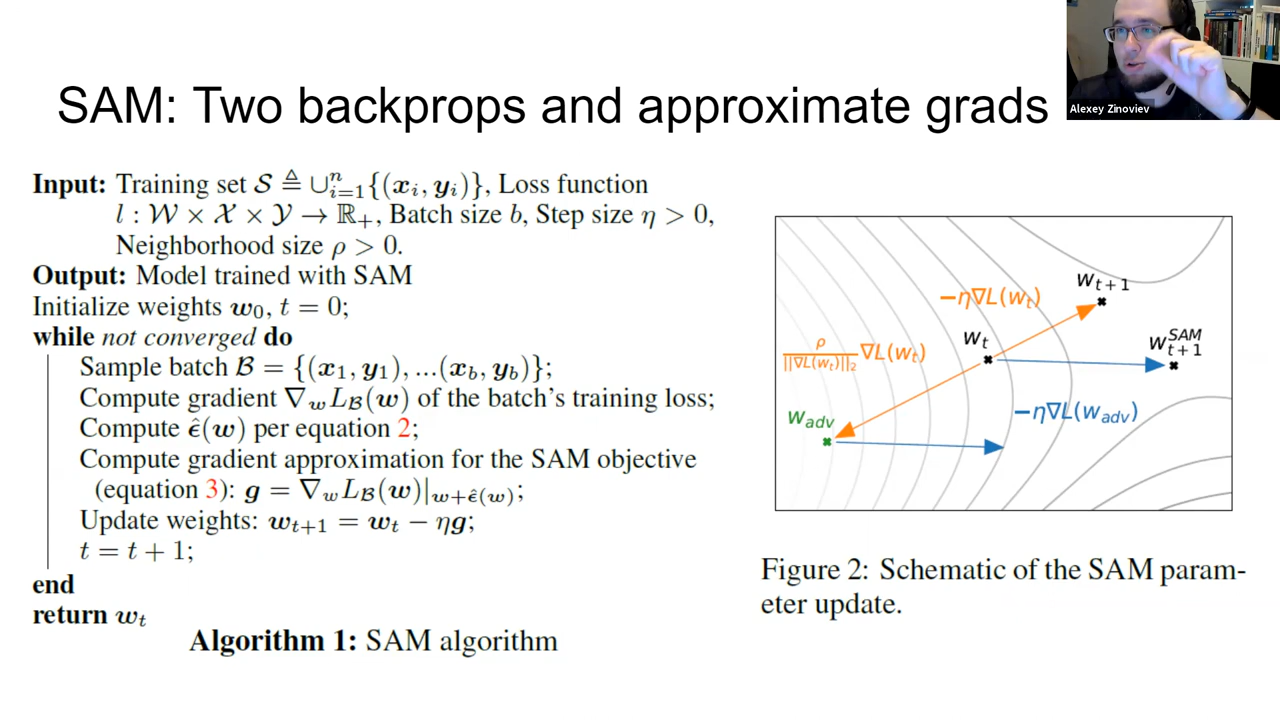 Alexey Zinoviev
SAM: Two backprops and approximate grads
Input: Training set 𝒮 ≜ ∪ⁿᵢ₌₁{(xᵢ, yᵢ)}, Loss function
l : 𝒲 × 𝒳 × 𝒴 → ℝ₊, Batch size b, Step size η > 0,
Neighborhood size ρ > 0.
Output: Model trained with SAM
Initialize weights w₀, t = 0;
while not converged do
Sample batch ℬ = {(x₁, y₁), ...(x_b, y_b)};
Compute gradient ∇_w L_ℬ(w) of the batch's training loss;
Compute ε̂(w) per equation 2;
Compute gradient approximation for the SAM objective
(equation 3): g = ∇_w L_ℬ(w)|_{w+ε̂(w)};
Update weights: w_{t+1} = w_t − ηg;
t = t + 1;
end
return w_t
Algorithm 1: SAM algorithm
w_{t+1}
−η∇L(w_t)
w_t
w_{t+1}^{SAM}
ρ/||∇L(w_t)||₂ ∇L(w_t)
w_{adv}
−η∇L(w_{adv})
Figure 2: Schematic of the SAM param-
eter update.